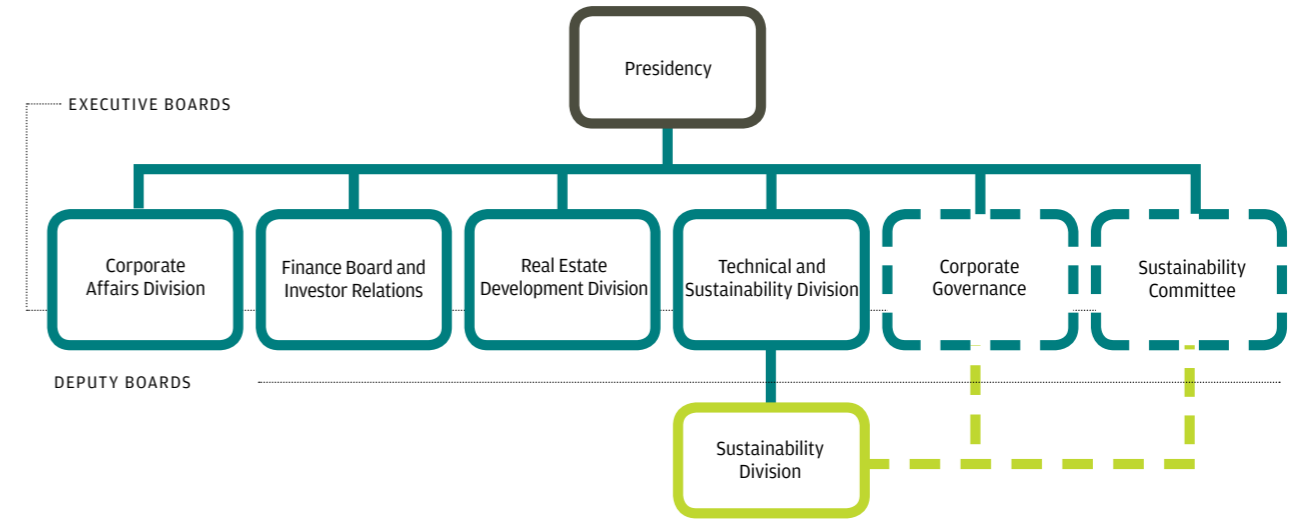 Presidency
EXECUTIVE BOARDS
Corporate
Affairs Division
Finance Board and
Investor Relations
Real Estate
Development Division
Technical and
Sustainability Division
Corporate
Governance
Sustainability
Committee
DEPUTY BOARDS
Sustainability
Division